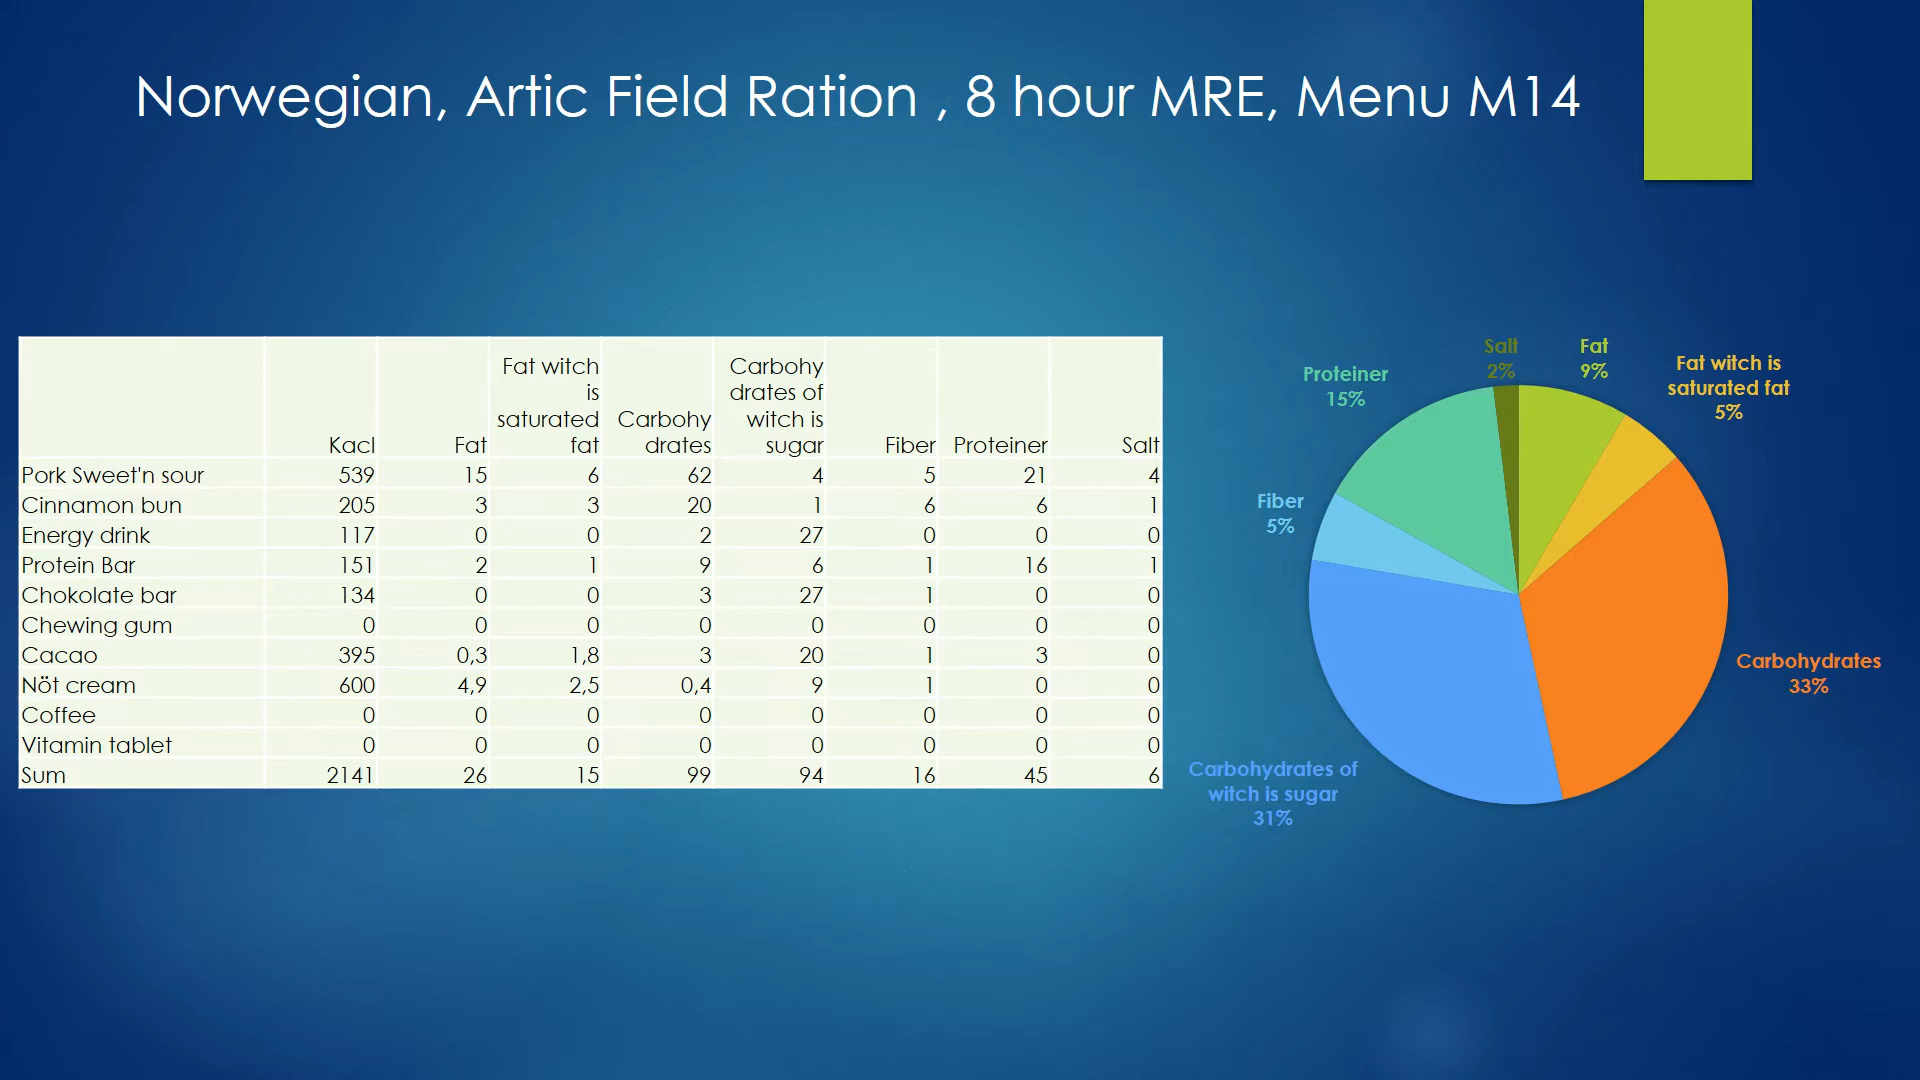 Norwegian, Artic Field Ration , 8 hour MRE, Menu M14
Kacl Fat Fat witch is saturated fat Carbohy drates Carbohy drates of witch is sugar Fiber Proteiner Salt
Pork Sweet'n sour 539 15 6 62 4 5 21 4
Cinnamon bun 205 3 3 20 1 6 6 1
Energy drink 117 0 0 2 27 0 0 0
Protein Bar 151 2 1 9 6 1 16 1
Chokolate bar 134 0 0 3 27 1 0 0
Chewing gum 0 0 0 0 0 0 0 0
Cacao 395 0,3 1,8 3 20 1 3 0
Nöt cream 600 4,9 2,5 0,4 9 1 0 0
Coffee 0 0 0 0 0 0 0 0
Vitamin tablet 0 0 0 0 0 0 0 0
Sum 2141 26 15 99 94 16 45 6
Salt
2%
Fat
9%
Fat witch is
saturated fat
5%
Proteiner
15%
Fiber
5%
Carbohydrates
33%
Carbohydrates of
witch is sugar
31%